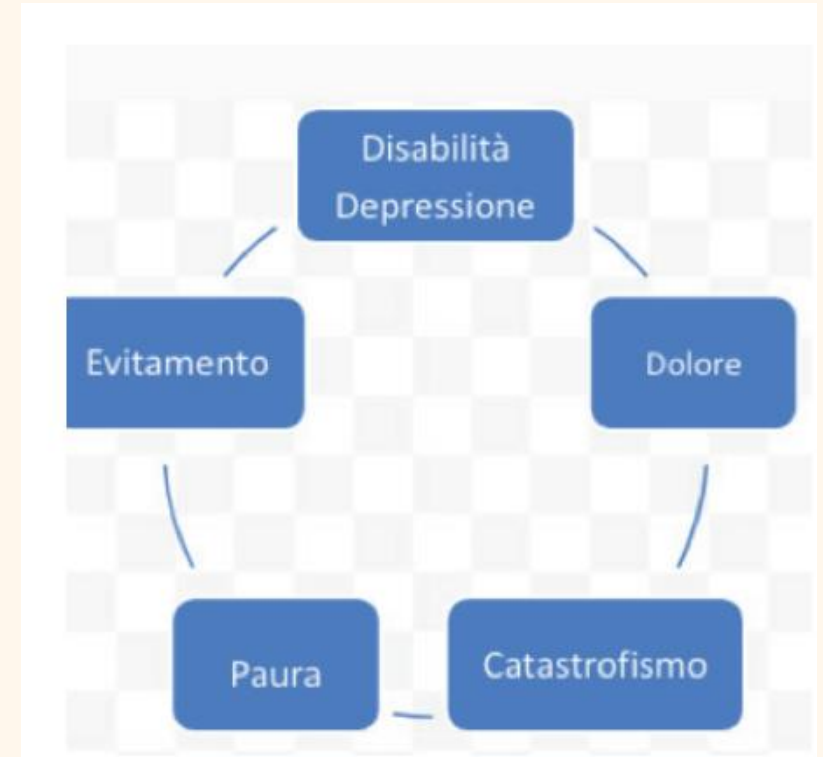 Disabilità
Depressione
Evitamento
Dolore
Paura
Catastrofismo